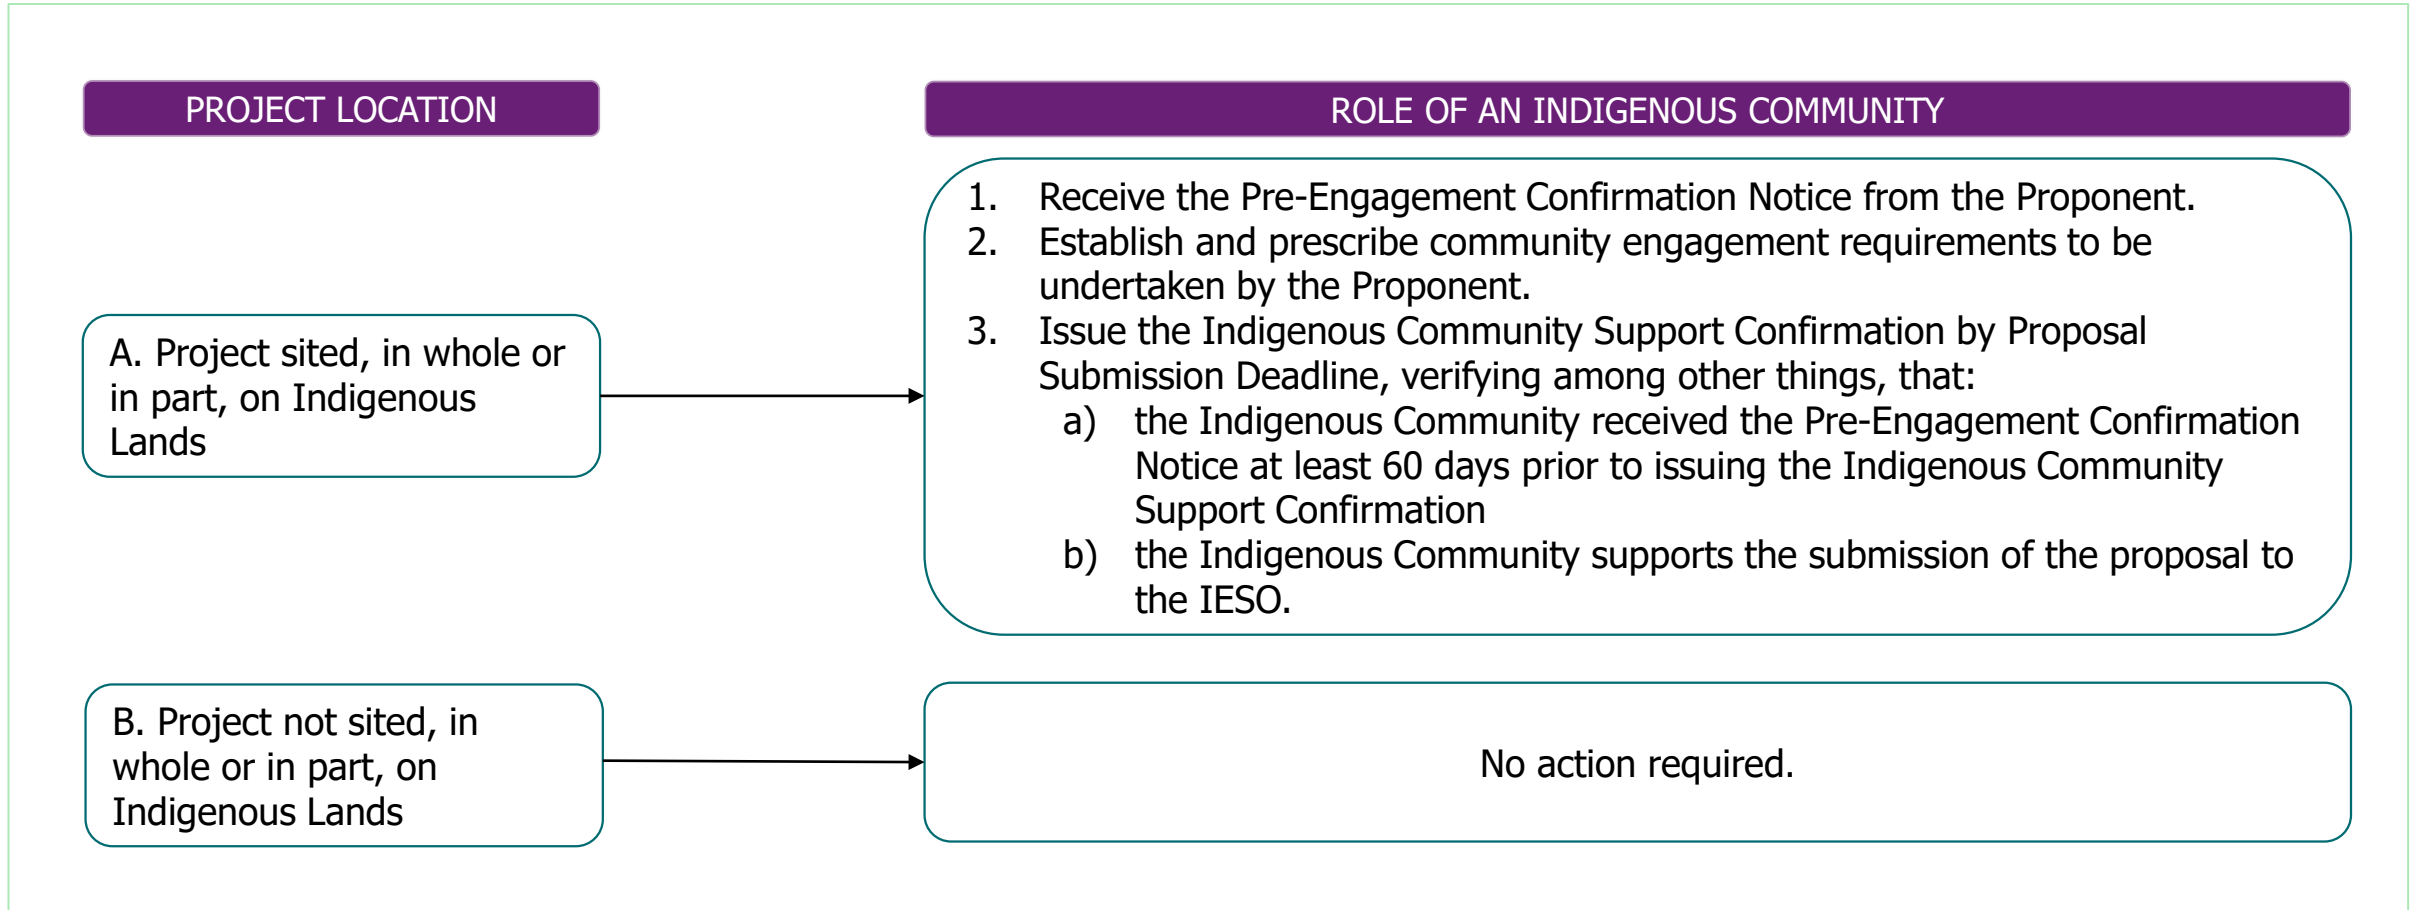 PROJECT LOCATION
ROLE OF AN INDIGENOUS COMMUNITY
A. Project sited, in whole or
in part, on Indigenous
Lands
1. Receive the Pre-Engagement Confirmation Notice from the Proponent.
2. Establish and prescribe community engagement requirements to be
undertaken by the Proponent.
3. Issue the Indigenous Community Support Confirmation by Proposal
Submission Deadline, verifying among other things, that:
a) the Indigenous Community received the Pre-Engagement Confirmation
Notice at least 60 days prior to issuing the Indigenous Community
Support Confirmation
b) the Indigenous Community supports the submission of the proposal to
the IESO.
B. Project not sited, in
whole or in part, on
Indigenous Lands
No action required.